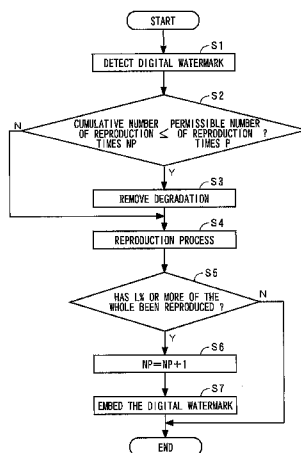 START
S1
DETECT DIGITAL WATERMARK
S2
CUMULATIVE NUMBER OF REPRODUCTION TIMES NP ≤ PERMISSIBLE NUMBER OF REPRODUCTION TIMES P ?
N
Y
S3
REMOVE DEGRADATION
S4
REPRODUCTION PROCESS
S5
HAS L% OR MORE OF THE
WHOLE BEEN REPRODUCED ?
N
Y
S6
NP=NP+1
S7
EMBED THE DIGITAL WATERMARK
END